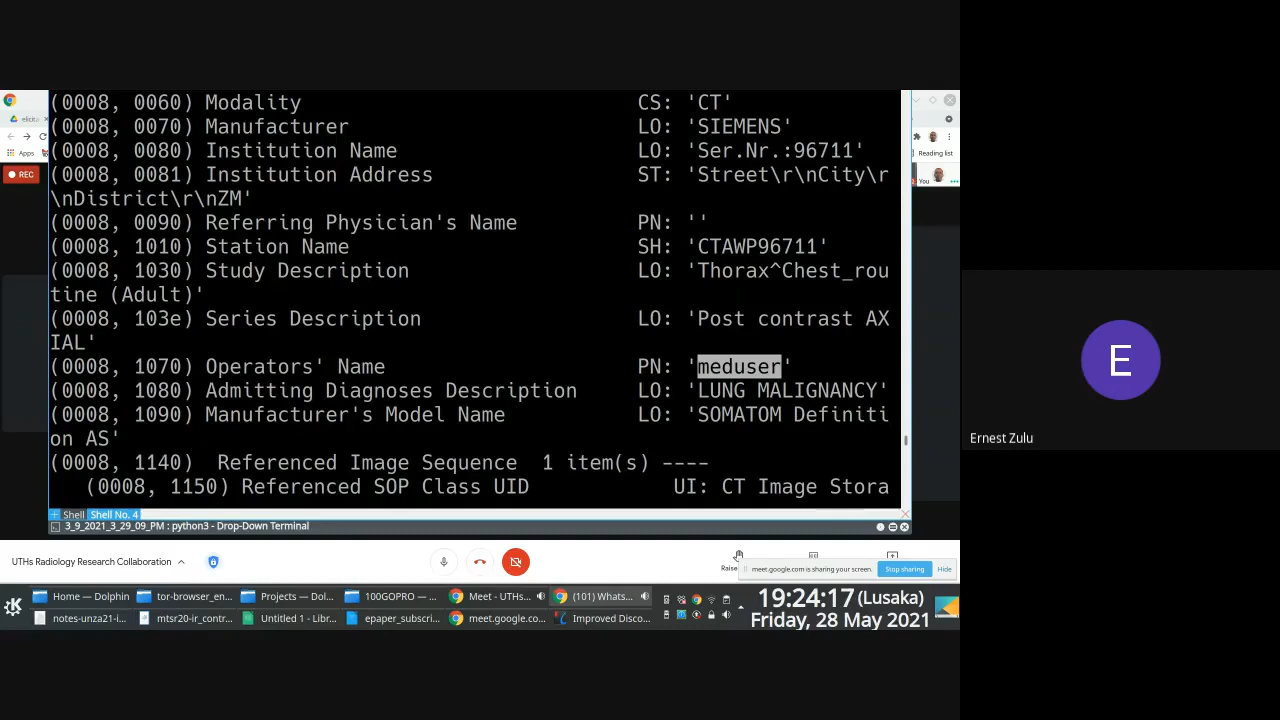 (0008, 0060) Modality CS: 'CT'
(0008, 0070) Manufacturer LO: 'SIEMENS'
(0008, 0080) Institution Name LO: 'Ser.Nr.:96711'
(0008, 0081) Institution Address ST: 'Street\r\nCity\r
\nDistrict\r\nZM'
(0008, 0090) Referring Physician's Name PN: ''
(0008, 1010) Station Name SH: 'CTAWP96711'
(0008, 1030) Study Description LO: 'Thorax^Chest_rou
tine (Adult)'
(0008, 103e) Series Description LO: 'Post contrast AX
IAL'
(0008, 1070) Operators' Name PN: 'meduser'
(0008, 1080) Admitting Diagnoses Description LO: 'LUNG MALIGNANCY'
(0008, 1090) Manufacturer's Model Name LO: 'SOMATOM Definiti
on AS'
(0008, 1140) Referenced Image Sequence 1 item(s) ----
(0008, 1150) Referenced SOP Class UID UI: CT Image Stora
elicita
Apps
REC
Reading list
You
Shell Shell No. 4
3_9_2021_3_29_09_PM : python3 - Drop-Down Terminal
E
Ernest Zulu
UTHs Radiology Research Collaboration
Raise
meet.google.com is sharing your screen. Stop sharing Hide
Home — Dolphin tor-browser_en... Projects — Dol... 100GOPRO — ... Meet - UTHs... (101) Whats...
notes-unza21-i... mtsr20-ir_contr... Untitled 1 - Libr... epaper_subscri... meet.google.co... Improved Disco...
19:24:17 (Lusaka)
Friday, 28 May 2021